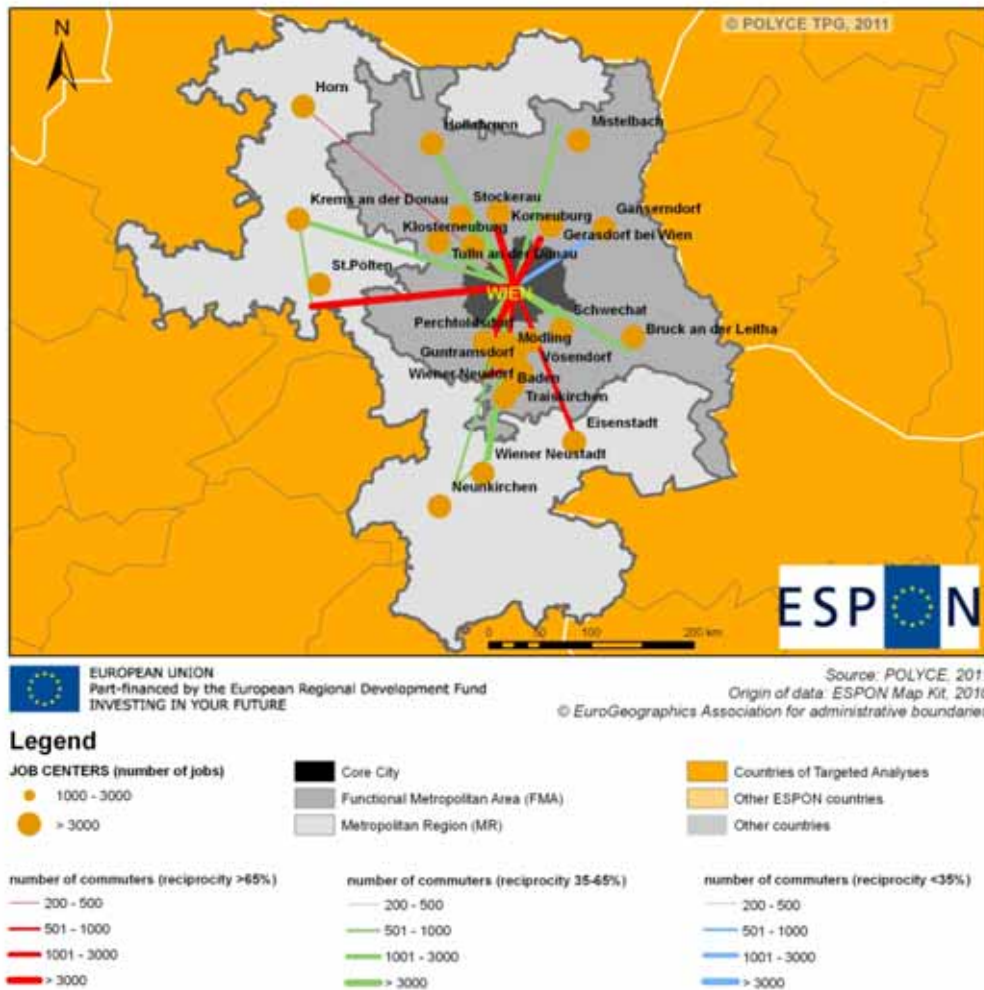 © POLYCE TPG, 2011
N
Horn
Hollabrunn
Mistelbach
Krems an der Donau
Stockerau
Korneuburg
Gänserndorf
Klosterneuburg
Gerasdorf bei Wien
Tulln an der Donau
St.Pölten
WIEN
Schwechat
Perchtoldsdorf
Bruck an der Leitha
Mödling
Guntramsdorf
Vösendorf
Wiener Neudorf
Baden
Traiskirchen
Eisenstadt
Wiener Neustadt
Neunkirchen
0 50 100 200 km
ESPON
EUROPEAN UNION
Part-financed by the European Regional Development Fund
INVESTING IN YOUR FUTURE
Source: POLYCE, 201
Origin of data: ESPON Map Kit, 2010
© EuroGeographics Association for administrative boundarie
Legend
JOB CENTERS (number of jobs)
1000 - 3000
> 3000
Core City
Functional Metropolitan Area (FMA)
Metropolitan Region (MR)
Countries of Targeted Analyses
Other ESPON countries
Other countries
number of commuters (reciprocity >65%)
200 - 500
501 - 1000
1001 - 3000
> 3000
number of commuters (reciprocity 35-65%)
200 - 500
501 - 1000
1001 - 3000
> 3000
number of commuters (reciprocity <35%)
200 - 500
501 - 1000
1001 - 3000
> 3000